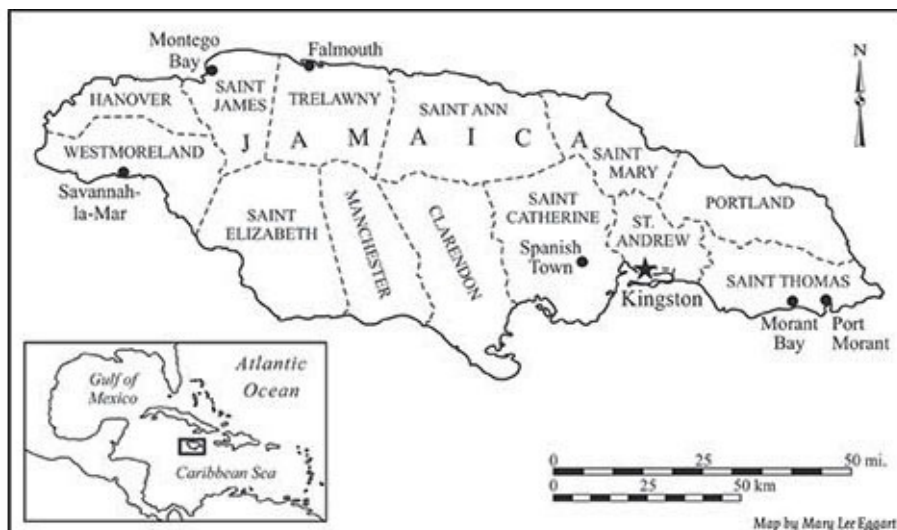 Montego
Bay
Falmouth
N
HANOVER
SAINT
JAMES
TRELAWNY
SAINT ANN
J A M A I C A
WESTMORELAND
SAINT
MARY
Savannah-
la-Mar
SAINT
ELIZABETH
MANCHESTER
CLARENDON
SAINT
CATHERINE
Spanish
Town
ST.
ANDREW
PORTLAND
Kingston
SAINT THOMAS
Morant
Bay
Port
Morant
Gulf of
Mexico
Atlantic
Ocean
Caribbean Sea
0 25 50 mi.
0 25 50 km
Map by Mary Lee Eggart